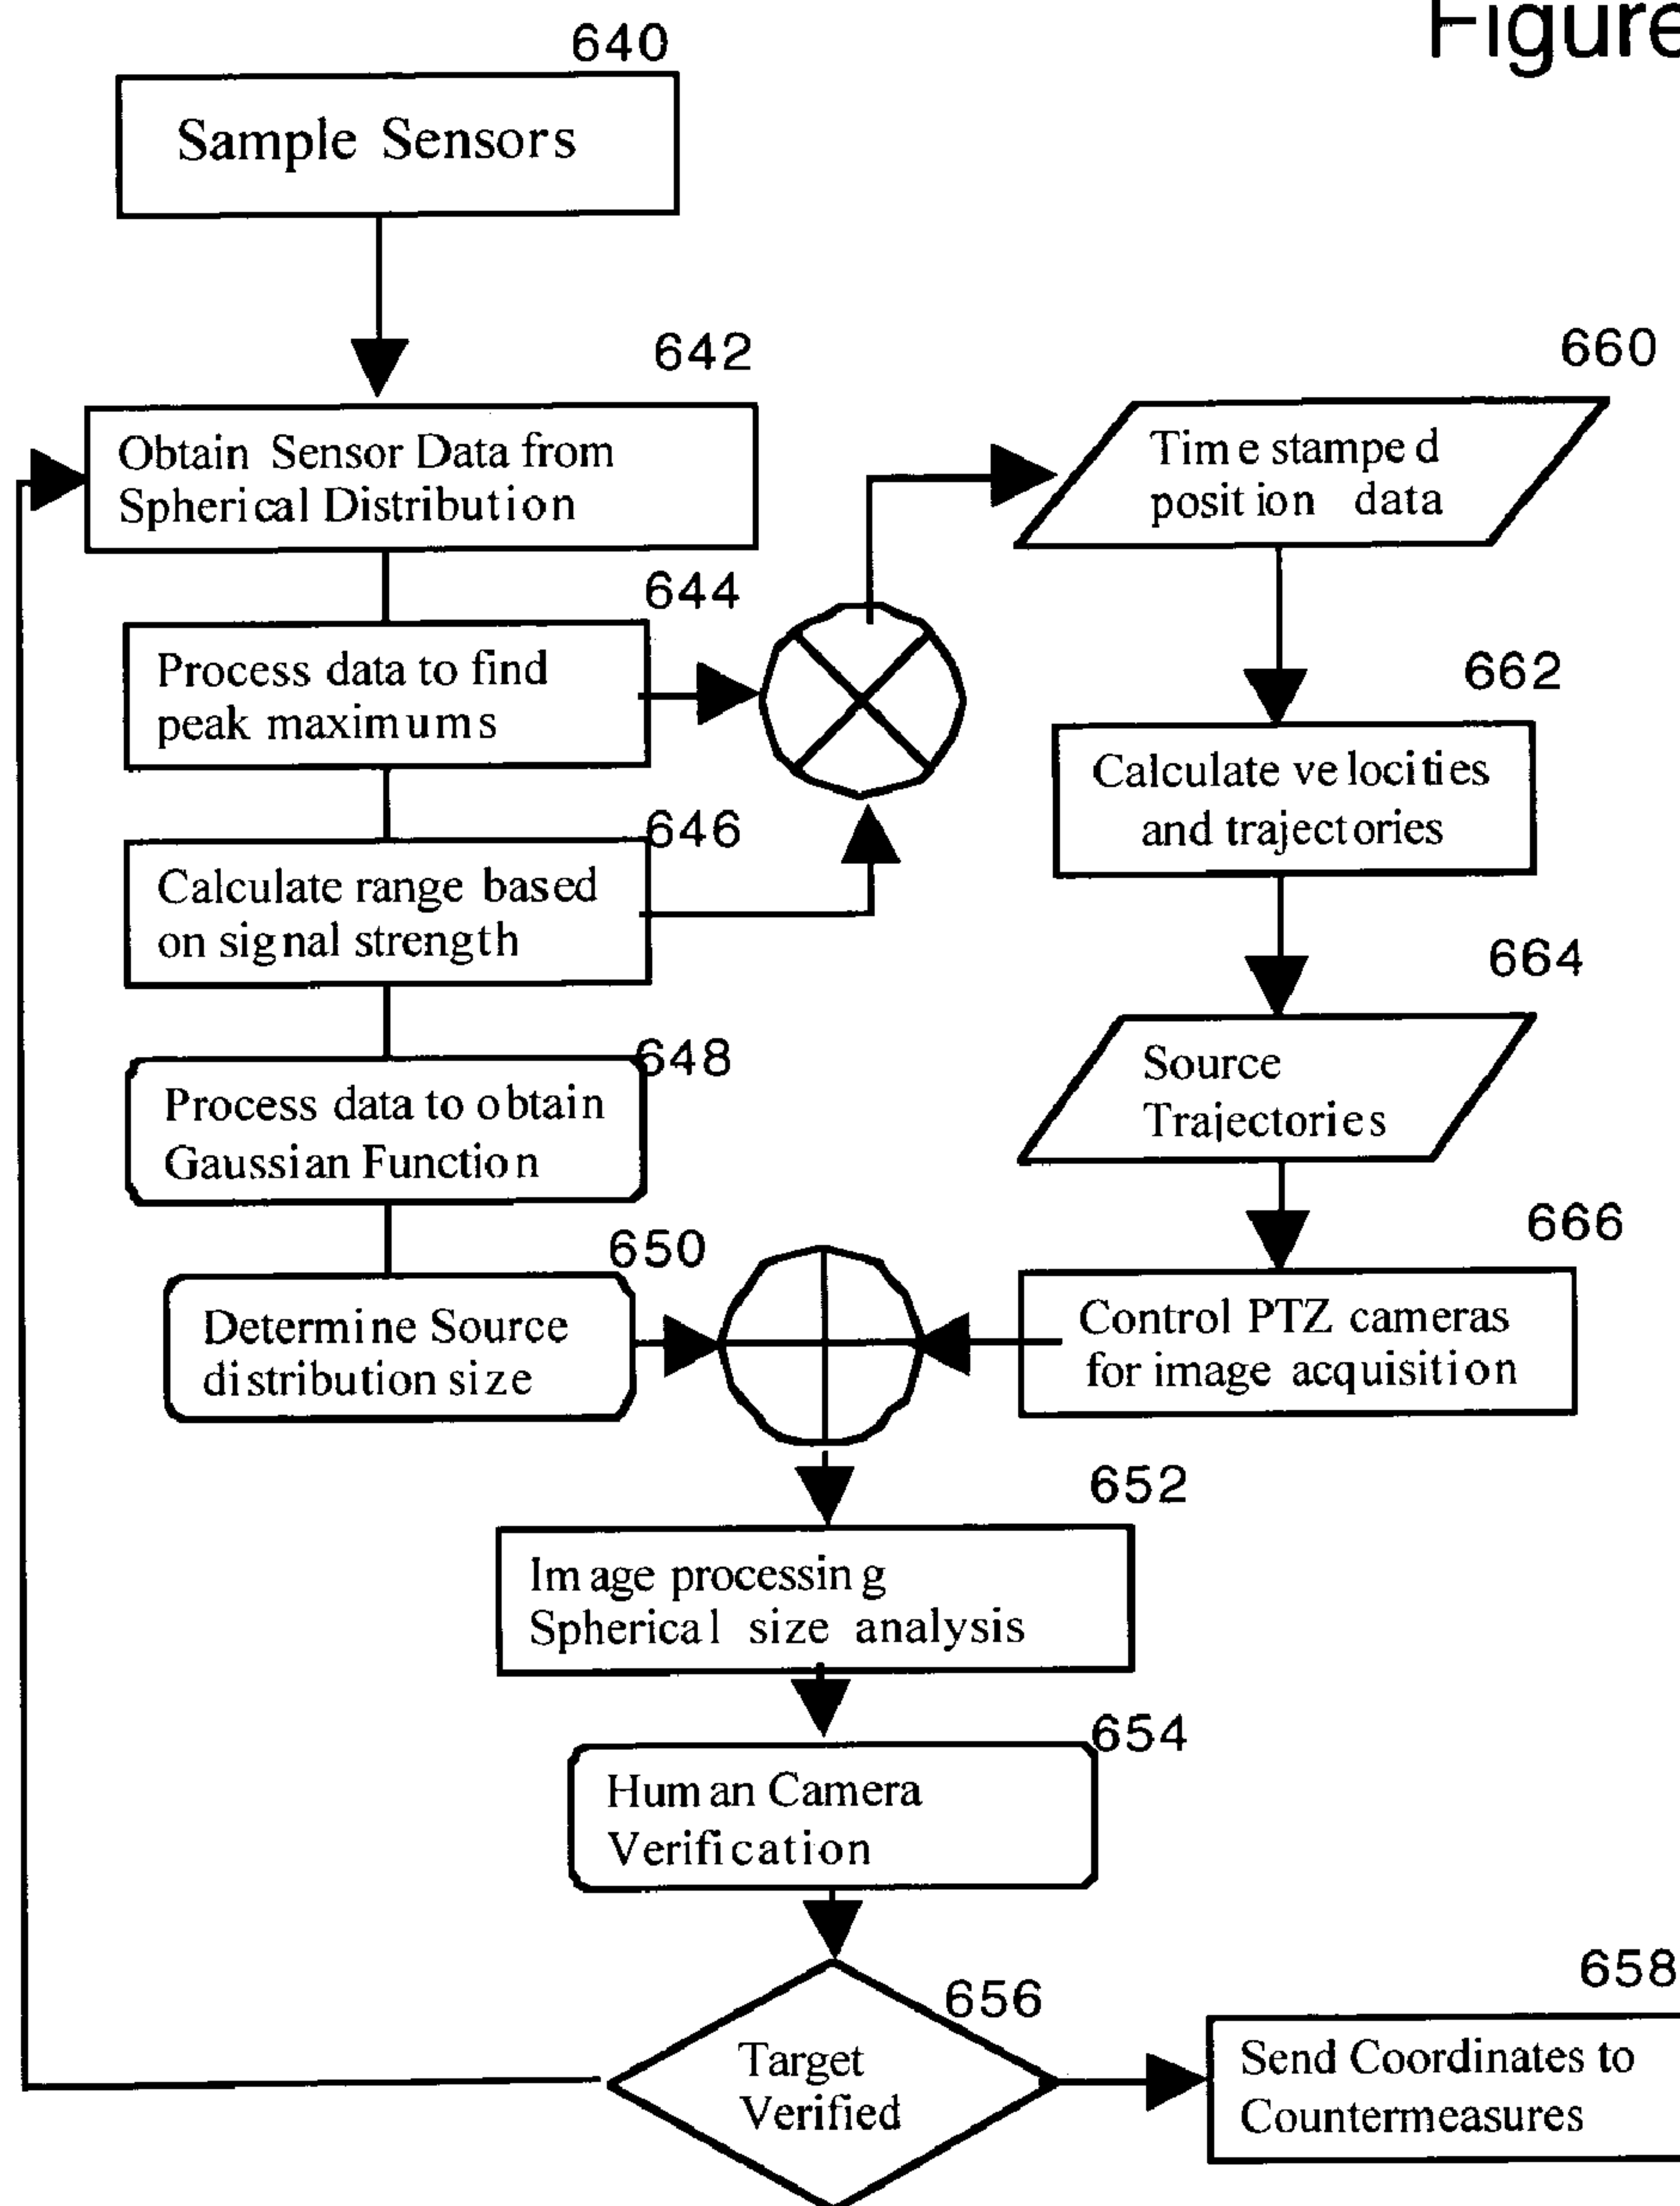 Figure
640
Sample Sensors
642
Obtain Sensor Data from
Spherical Distribution
660
Time stamped
position data
644
Process data to find
peak maximums
662
Calculate velocities
and trajectories
646
Calculate range based
on signal strength
664
Source
Trajectories
648
Process data to obtain
Gaussian Function
666
Control PTZ cameras
for image acquisition
650
Determine Source
distribution size
652
Image processing
Spherical size analysis
654
Human Camera
Verification
656
Target
Verified
658
Send Coordinates to
Countermeasures